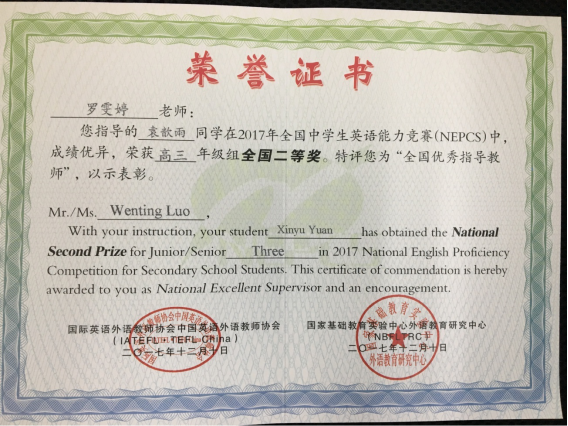 荣誉证书
罗雯婷 老师：
您指导的 袁歆雨 同学在2017年全国中学生英语能力竞赛(NEPCS)中，
成绩优异，荣获 高三 年级组全国二等奖。特评您为“全国优秀指导教
师”，以示表彰。
Mr./Ms. Wenting Luo ,
With your instruction, your student Xinyu Yuan has obtained the National
Second Prize for Junior/Senior Three in 2017 National English Proficiency
Competition for Secondary School Students. This certificate of commendation is hereby
awarded to you as National Excellent Supervisor and an encouragement.
国际英语外语教师协会中国英语外语教师协会 国家基础教育实验中心外语教育研究中心
(IATEFL - TEFL China) (NBFLTRC)
二〇一七年十二月十日 二〇一七年十二月十日
外语教育研究中心